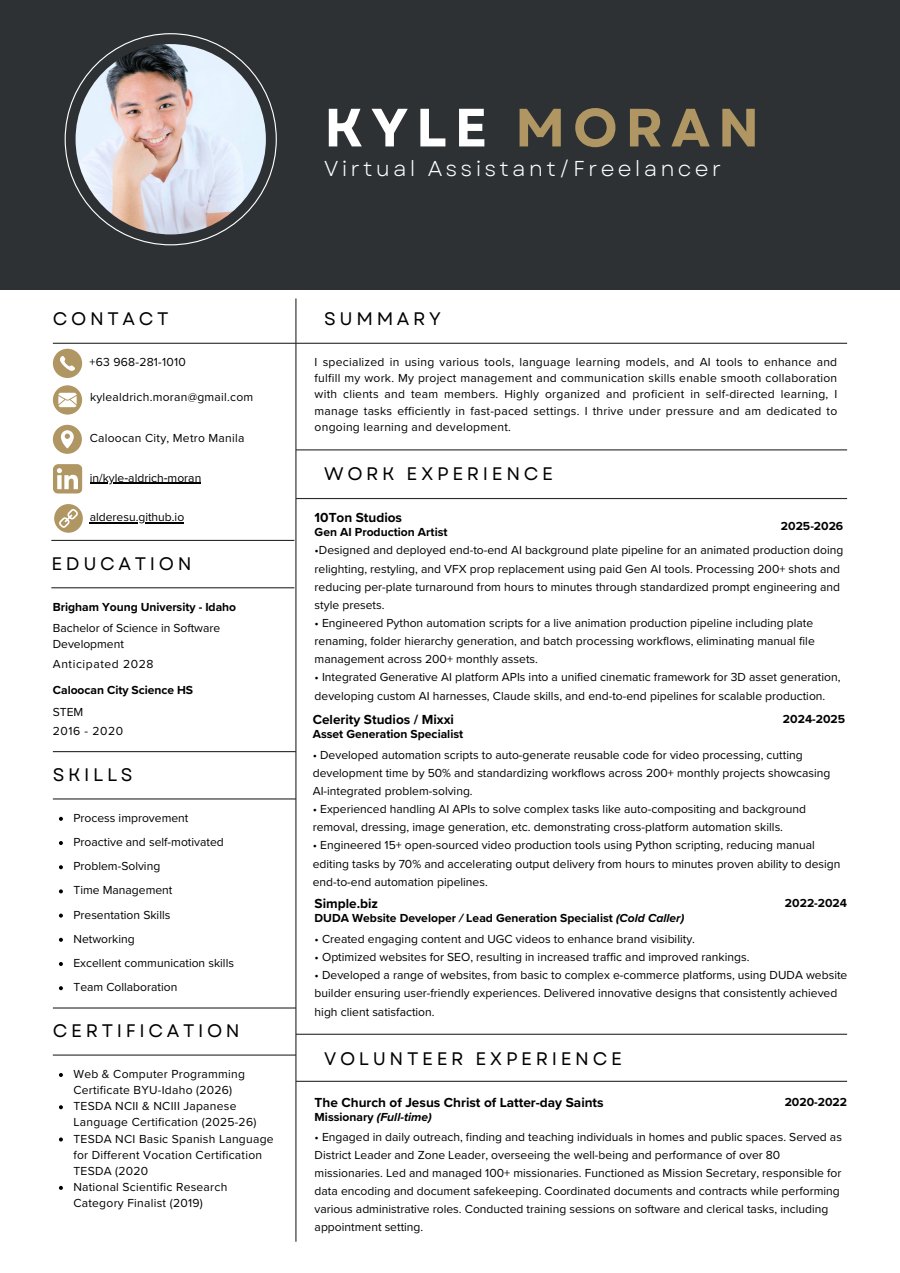 KYLE MORAN
Virtual Assistant/Freelancer
CONTACT
+63 968-281-1010
kylealdrich.moran@gmail.com
Caloocan City, Metro Manila
in/kyle-aldrich-moran
alderesu.github.io
EDUCATION
Brigham Young University - Idaho
Bachelor of Science in Software
Development
Anticipated 2028
Caloocan City Science HS
STEM
2016 - 2020
SKILLS
• Process improvement
• Proactive and self-motivated
• Problem-Solving
• Time Management
• Presentation Skills
• Networking
• Excellent communication skills
• Team Collaboration
CERTIFICATION
• Web & Computer Programming
Certificate BYU-Idaho (2026)
• TESDA NCII & NCIII Japanese
Language Certification (2025-26)
• TESDA NCI Basic Spanish Language
for Different Vocation Certification
TESDA (2020
• National Scientific Research
Category Finalist (2019)
SUMMARY
I specialized in using various tools, language learning models, and AI tools to enhance and
fulfill my work. My project management and communication skills enable smooth collaboration
with clients and team members. Highly organized and proficient in self-directed learning, I
manage tasks efficiently in fast-paced settings. I thrive under pressure and am dedicated to
ongoing learning and development.
WORK EXPERIENCE
10Ton Studios
Gen AI Production Artist
2025-2026
•Designed and deployed end-to-end AI background plate pipeline for an animated production doing
relighting, restyling, and VFX prop replacement using paid Gen AI tools. Processing 200+ shots and
reducing per-plate turnaround from hours to minutes through standardized prompt engineering and
style presets.
• Engineered Python automation scripts for a live animation production pipeline including plate
renaming, folder hierarchy generation, and batch processing workflows, eliminating manual file
management across 200+ monthly assets.
• Integrated Generative AI platform APIs into a unified cinematic framework for 3D asset generation,
developing custom AI harnesses, Claude skills, and end-to-end pipelines for scalable production.
Celerity Studios / Mixxi
2024-2025
Asset Generation Specialist
• Developed automation scripts to auto-generate reusable code for video processing, cutting
development time by 50% and standardizing workflows across 200+ monthly projects showcasing
AI-integrated problem-solving.
• Experienced handling AI APIs to solve complex tasks like auto-compositing and background
removal, dressing, image generation, etc. demonstrating cross-platform automation skills.
• Engineered 15+ open-sourced video production tools using Python scripting, reducing manual
editing tasks by 70% and accelerating output delivery from hours to minutes proven ability to design
end-to-end automation pipelines.
Simple.biz
2022-2024
DUDA Website Developer / Lead Generation Specialist (Cold Caller)
• Created engaging content and UGC videos to enhance brand visibility.
• Optimized websites for SEO, resulting in increased traffic and improved rankings.
• Developed a range of websites, from basic to complex e-commerce platforms, using DUDA website
builder ensuring user-friendly experiences. Delivered innovative designs that consistently achieved
high client satisfaction.
VOLUNTEER EXPERIENCE
The Church of Jesus Christ of Latter-day Saints
2020-2022
Missionary (Full-time)
• Engaged in daily outreach, finding and teaching individuals in homes and public spaces. Served as
District Leader and Zone Leader, overseeing the well-being and performance of over 80
missionaries. Led and managed 100+ missionaries. Functioned as Mission Secretary, responsible for
data encoding and document safekeeping. Coordinated documents and contracts while performing
various administrative roles. Conducted training sessions on software and clerical tasks, including
appointment setting.